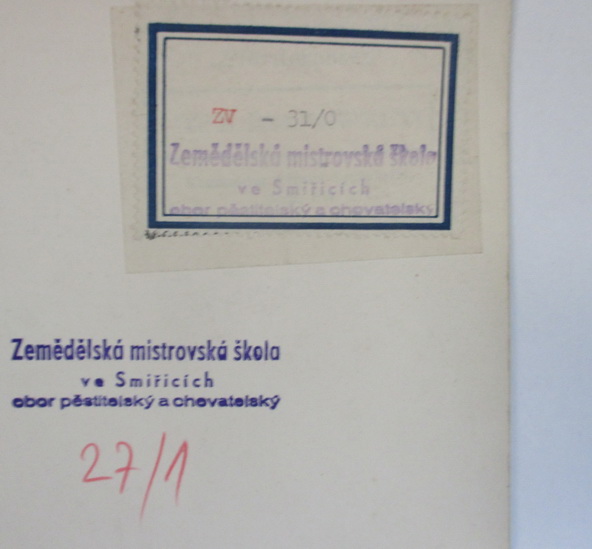 ZV - 31/0
Zemědělská mistrovská škola
ve Smiřicích
obor pěstitelský a chovatelský
Zemědělská mistrovská škola
ve Smiřicích
obor pěstitelský a chovatelský
27/1